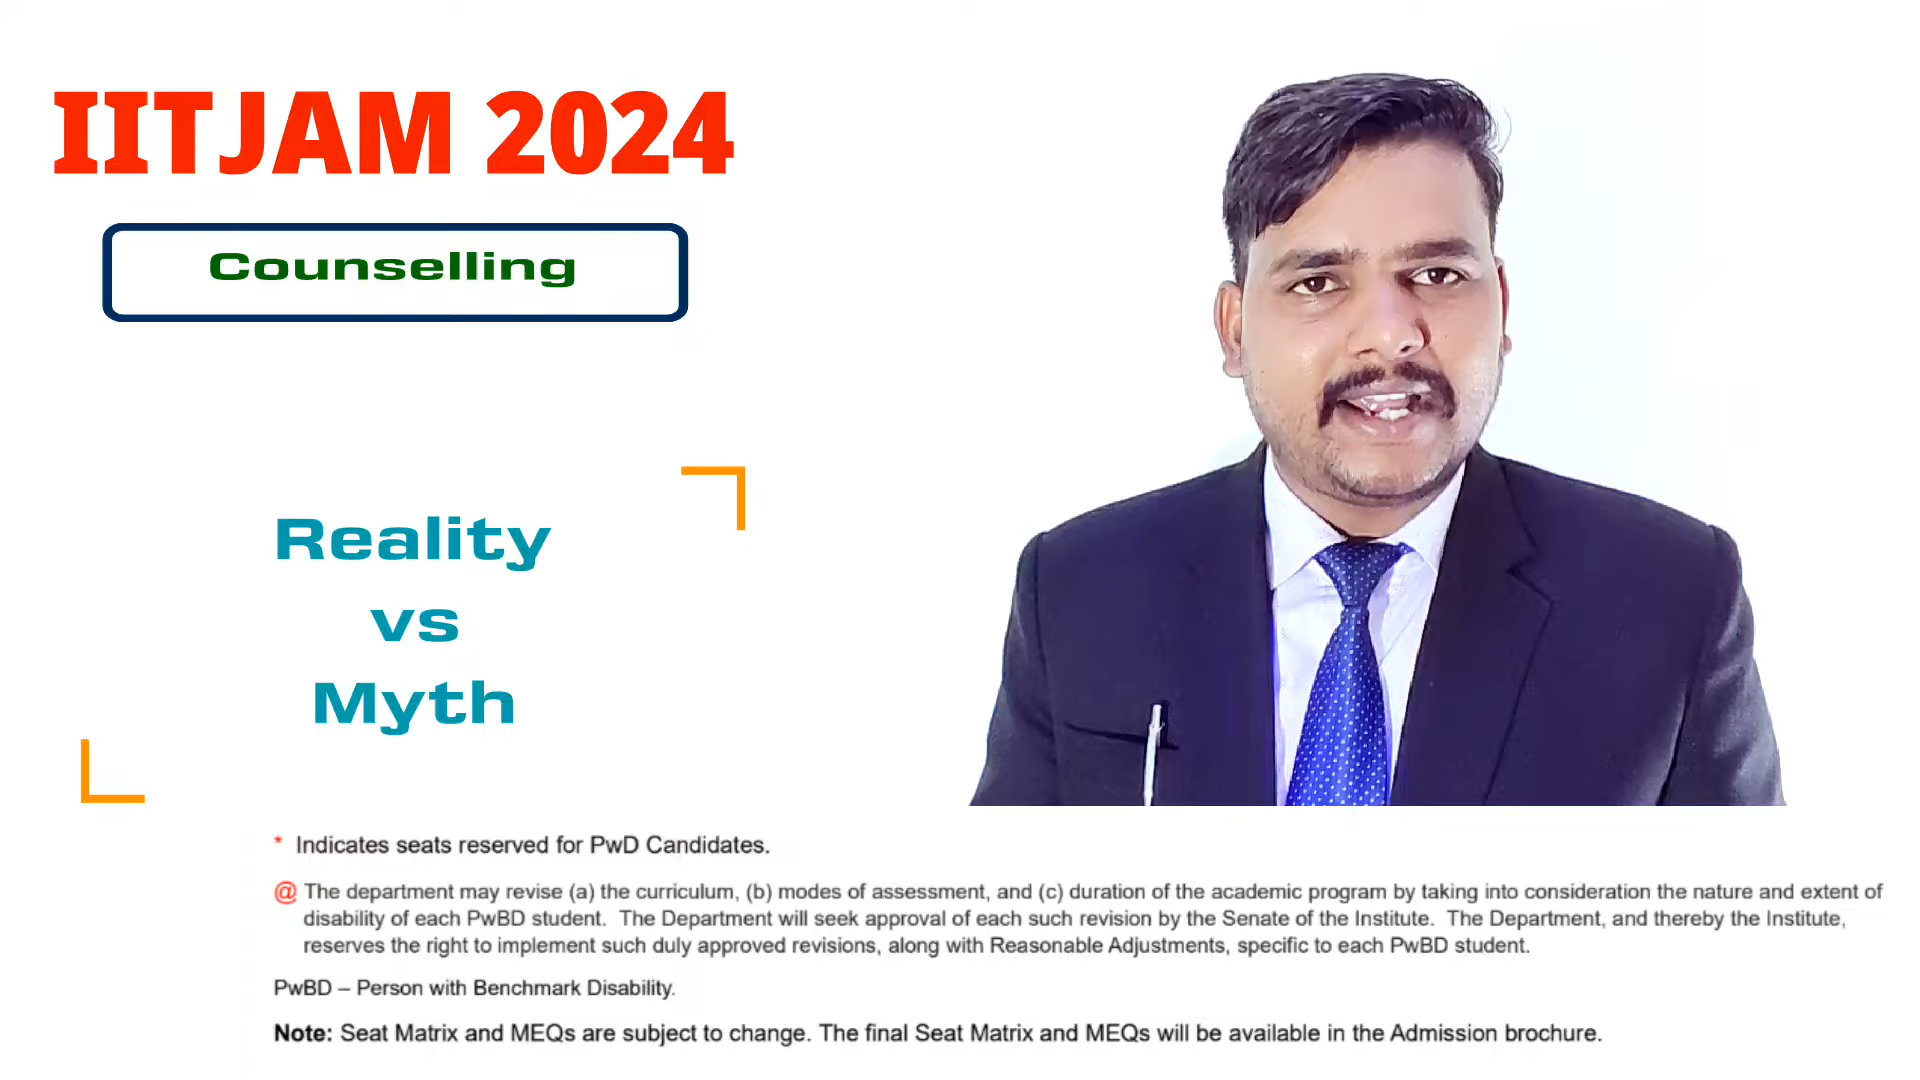 IITJAM 2024
Counselling
Reality
vs
Myth
* Indicates seats reserved for PwD Candidates.
@ The department may revise (a) the curriculum, (b) modes of assessment, and (c) duration of the academic program by taking into consideration the nature and extent of
disability of each PwBD student. The Department will seek approval of each such revision by the Senate of the Institute. The Department, and thereby the Institute,
reserves the right to implement such duly approved revisions, along with Reasonable Adjustments, specific to each PwBD student.
PwBD – Person with Benchmark Disability.
Note: Seat Matrix and MEQs are subject to change. The final Seat Matrix and MEQs will be available in the Admission brochure.